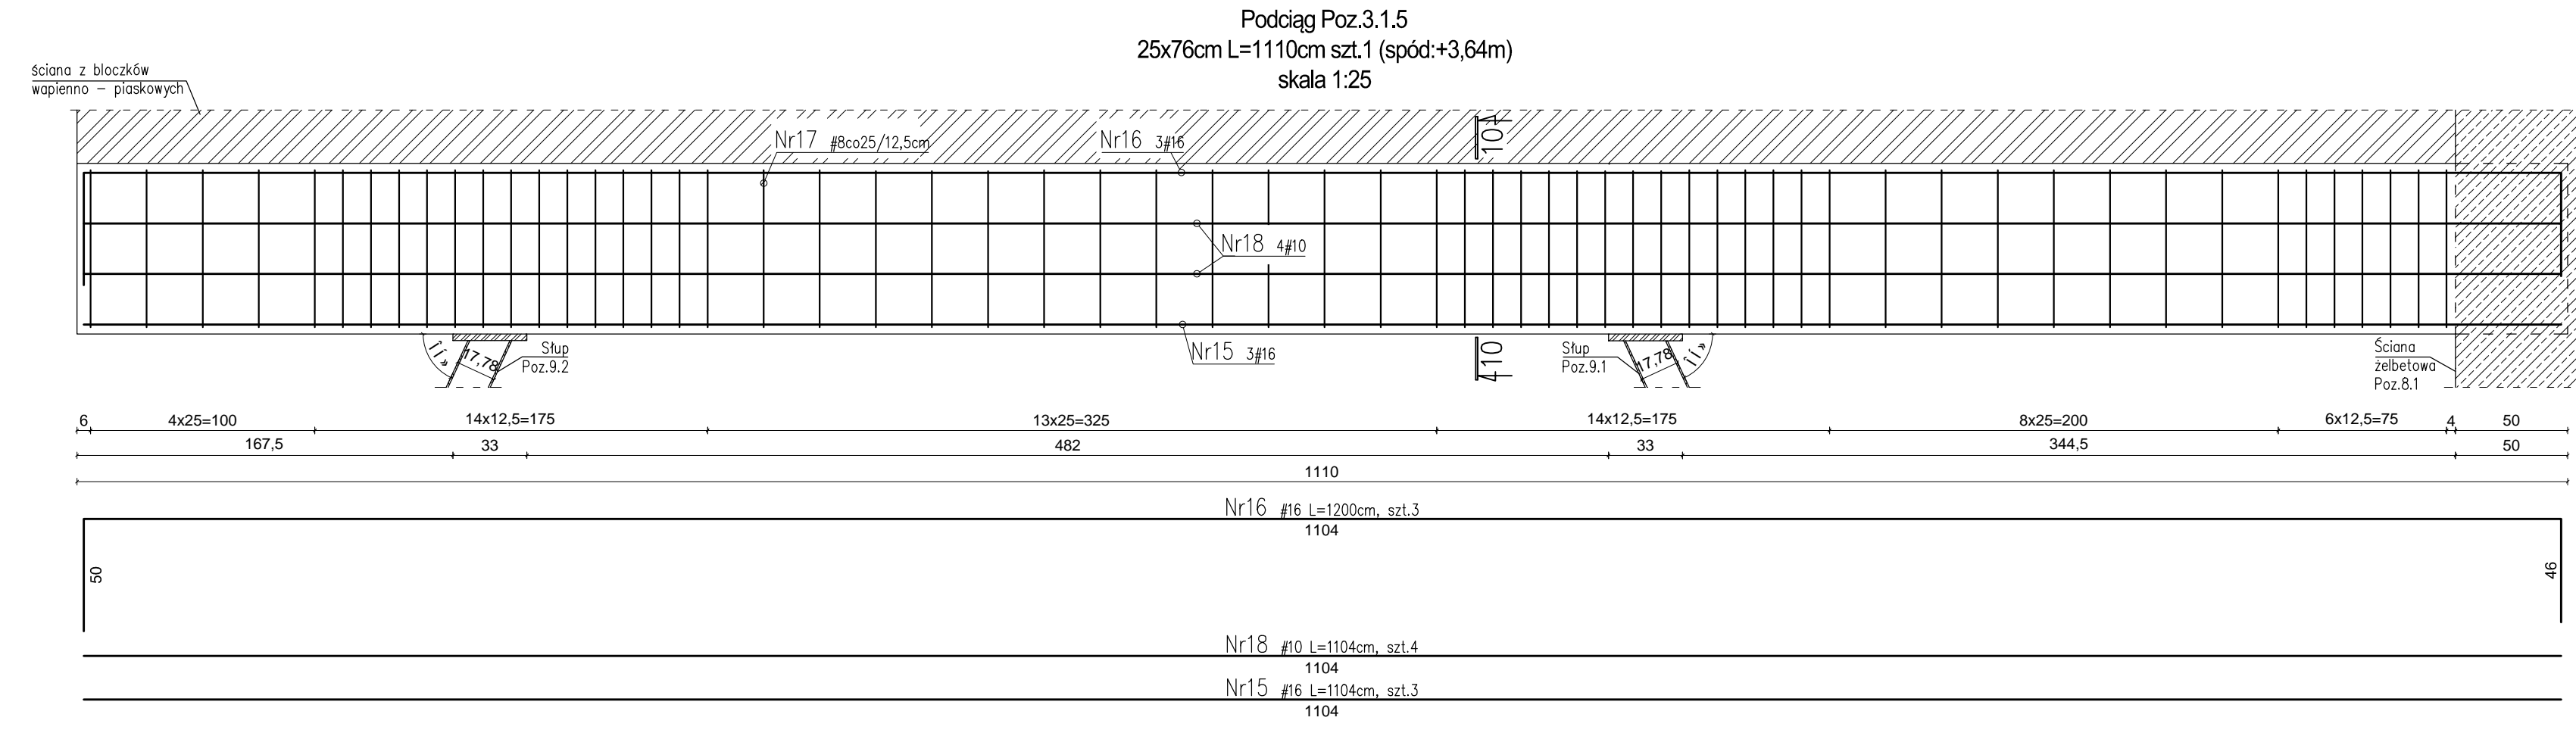 Podciąg Poz.3.1.5
25x76cm L=1110cm szt.1 (spód:+3,64m)
skala 1:25
ściana z bloczków
wapienno – piaskowych
Nr17 #8co25/12,5cm
Nr16 3#16
10
Nr18 4#10
Nr15 3#16
10
17,78
Słup
Poz.9.2
Słup
Poz.9.1
17,78
Ściana
żelbetowa
Poz.8.1
6 4x25=100 14x12,5=175 13x25=325 14x12,5=175 8x25=200 6x12,5=75 4 50
167,5 33 482 33 344,5 50
1110
Nr16 #16 L=1200cm, szt.3
1104
50
46
Nr18 #10 L=1104cm, szt.4
1104
Nr15 #16 L=1104cm, szt.3
1104